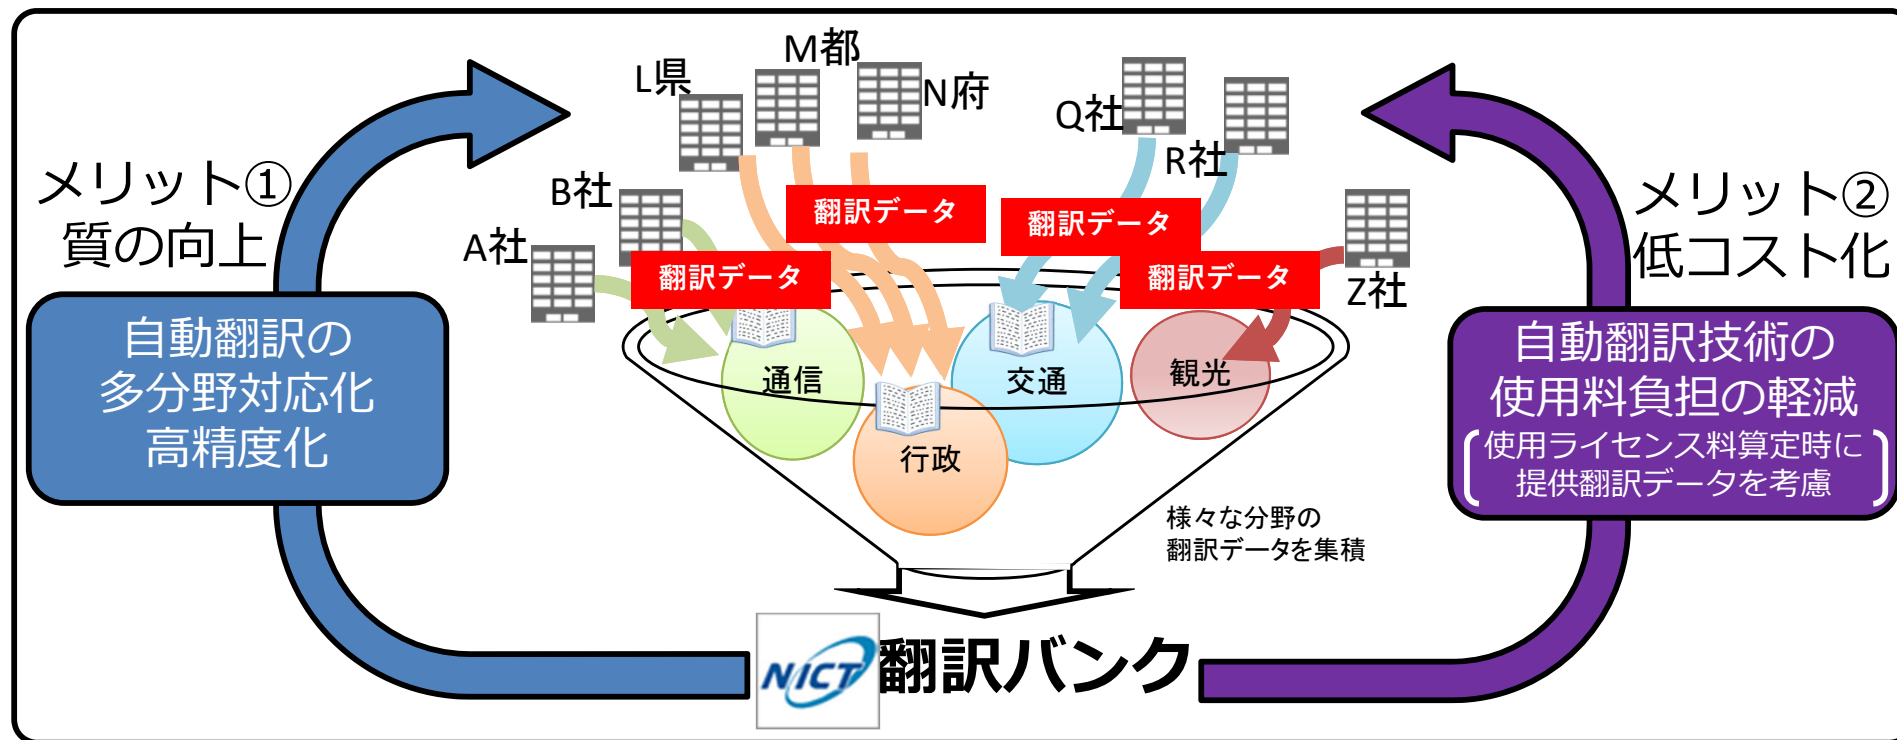 メリット①
質の向上
自動翻訳の
多分野対応化
高精度化
A社
B社
L県
M都
N府
Q社
R社
Z社
翻訳データ
翻訳データ
翻訳データ
翻訳データ
通信
行政
交通
観光
様々な分野の
翻訳データを集積
NICT 翻訳バンク
メリット②
低コスト化
自動翻訳技術の
使用料負担の軽減
使用ライセンス料算定時に
提供翻訳データを考慮